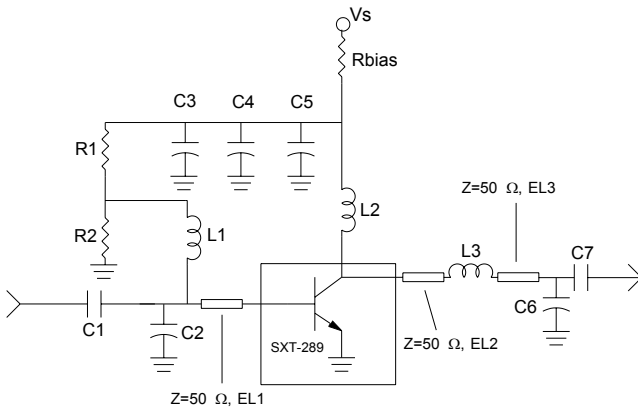 Vs
Rbias
C3
C4
C5
R1
R2
L1
L2
Z=50 Ω, EL3
L3
C7
C1
C2
C6
SXT-289
Z=50 Ω, EL2
Z=50 Ω, EL1